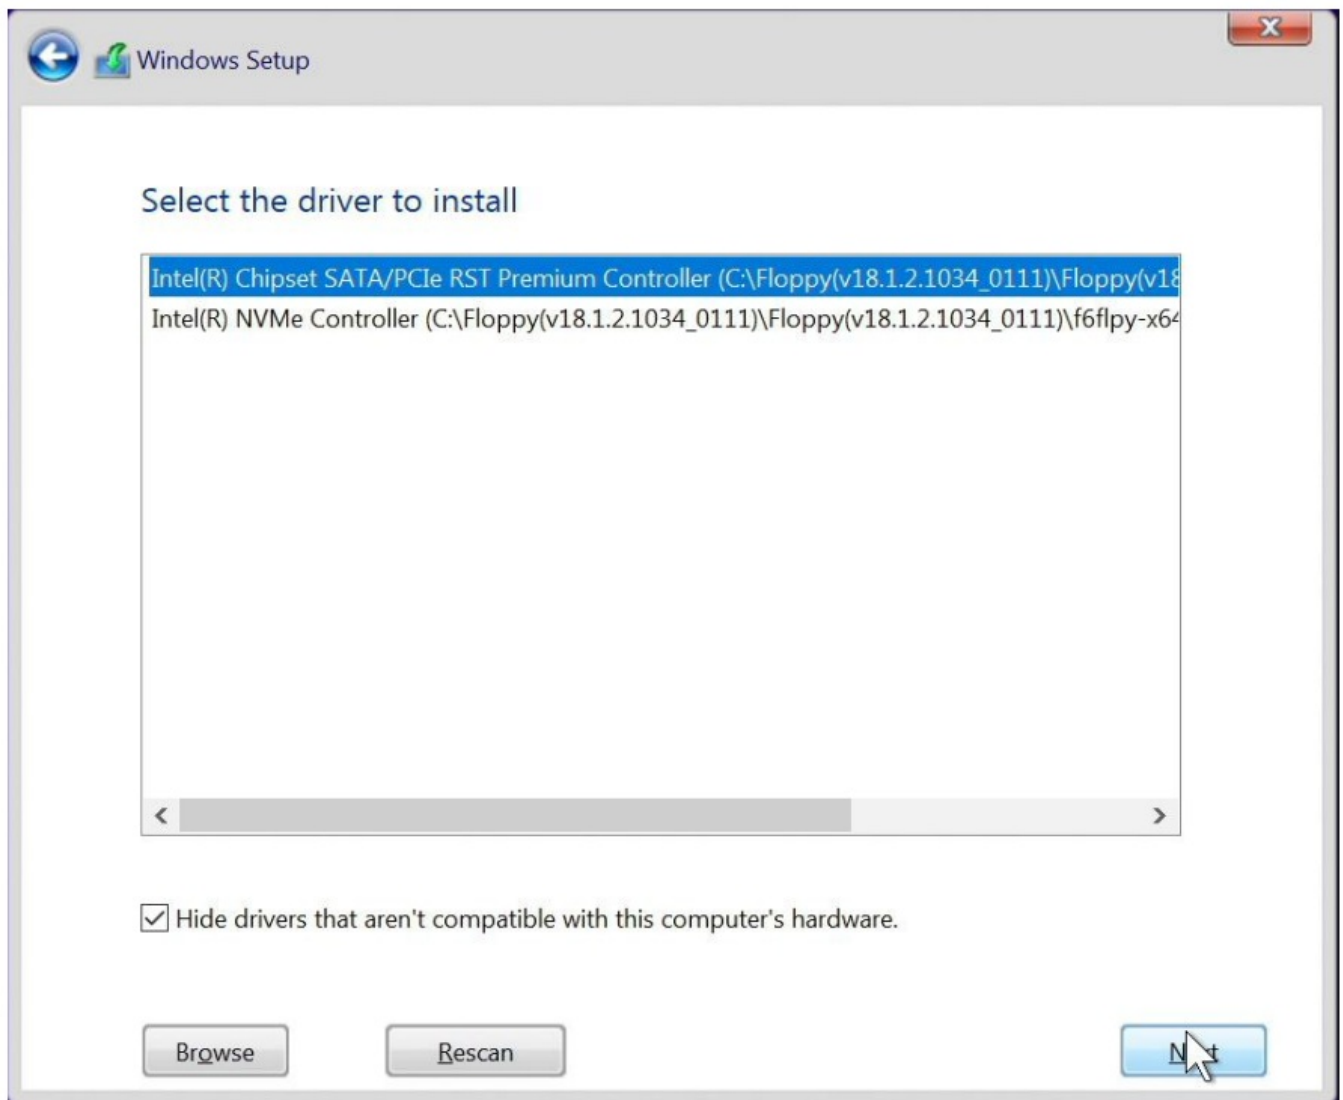 Windows Setup
Select the driver to install
Intel(R) Chipset SATA/PCIe RST Premium Controller (C:\Floppy(v18.1.2.1034_0111)\Floppy(v18
Intel(R) NVMe Controller (C:\Floppy(v18.1.2.1034_0111)\Floppy(v18.1.2.1034_0111)\f6flpy-x64
Hide drivers that aren't compatible with this computer's hardware.
Browse
Rescan